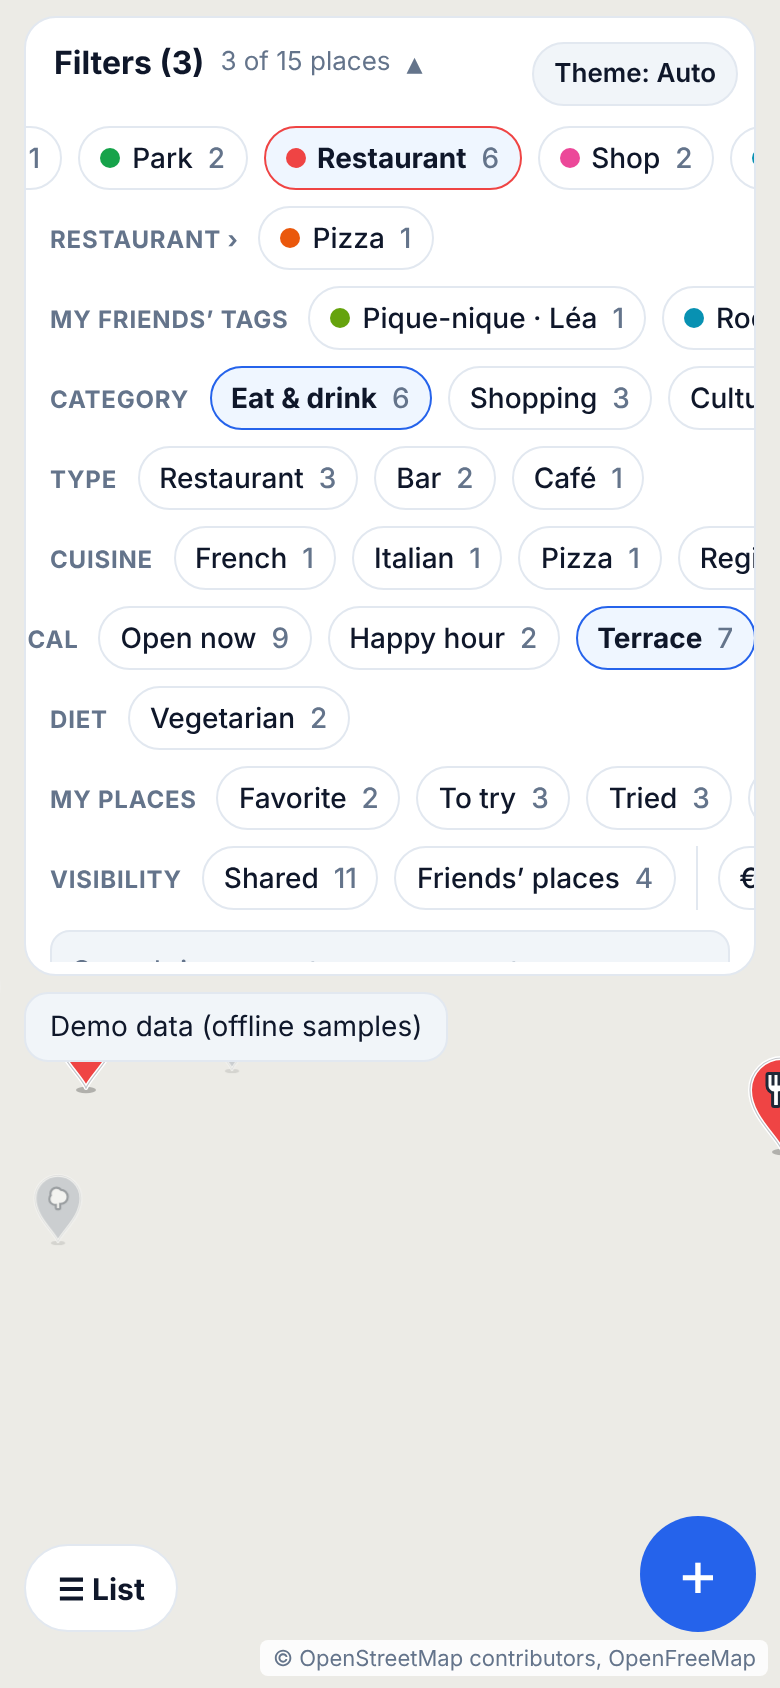 Filters (3) 3 of 15 places ▲ Theme: Auto
1 Park 2 Restaurant 6 Shop 2
RESTAURANT › Pizza 1
MY FRIENDS’ TAGS Pique-nique · Léa 1
CATEGORY Eat & drink 6 Shopping 3
TYPE Restaurant 3 Bar 2 Café 1
CUISINE French 1 Italian 1 Pizza 1
CAL Open now 9 Happy hour 2 Terrace 7
DIET Vegetarian 2
MY PLACES Favorite 2 To try 3 Tried 3
VISIBILITY Shared 11 Friends’ places 4 €
Demo data (offline samples)
☰ List
+
© OpenStreetMap contributors, OpenFreeMap